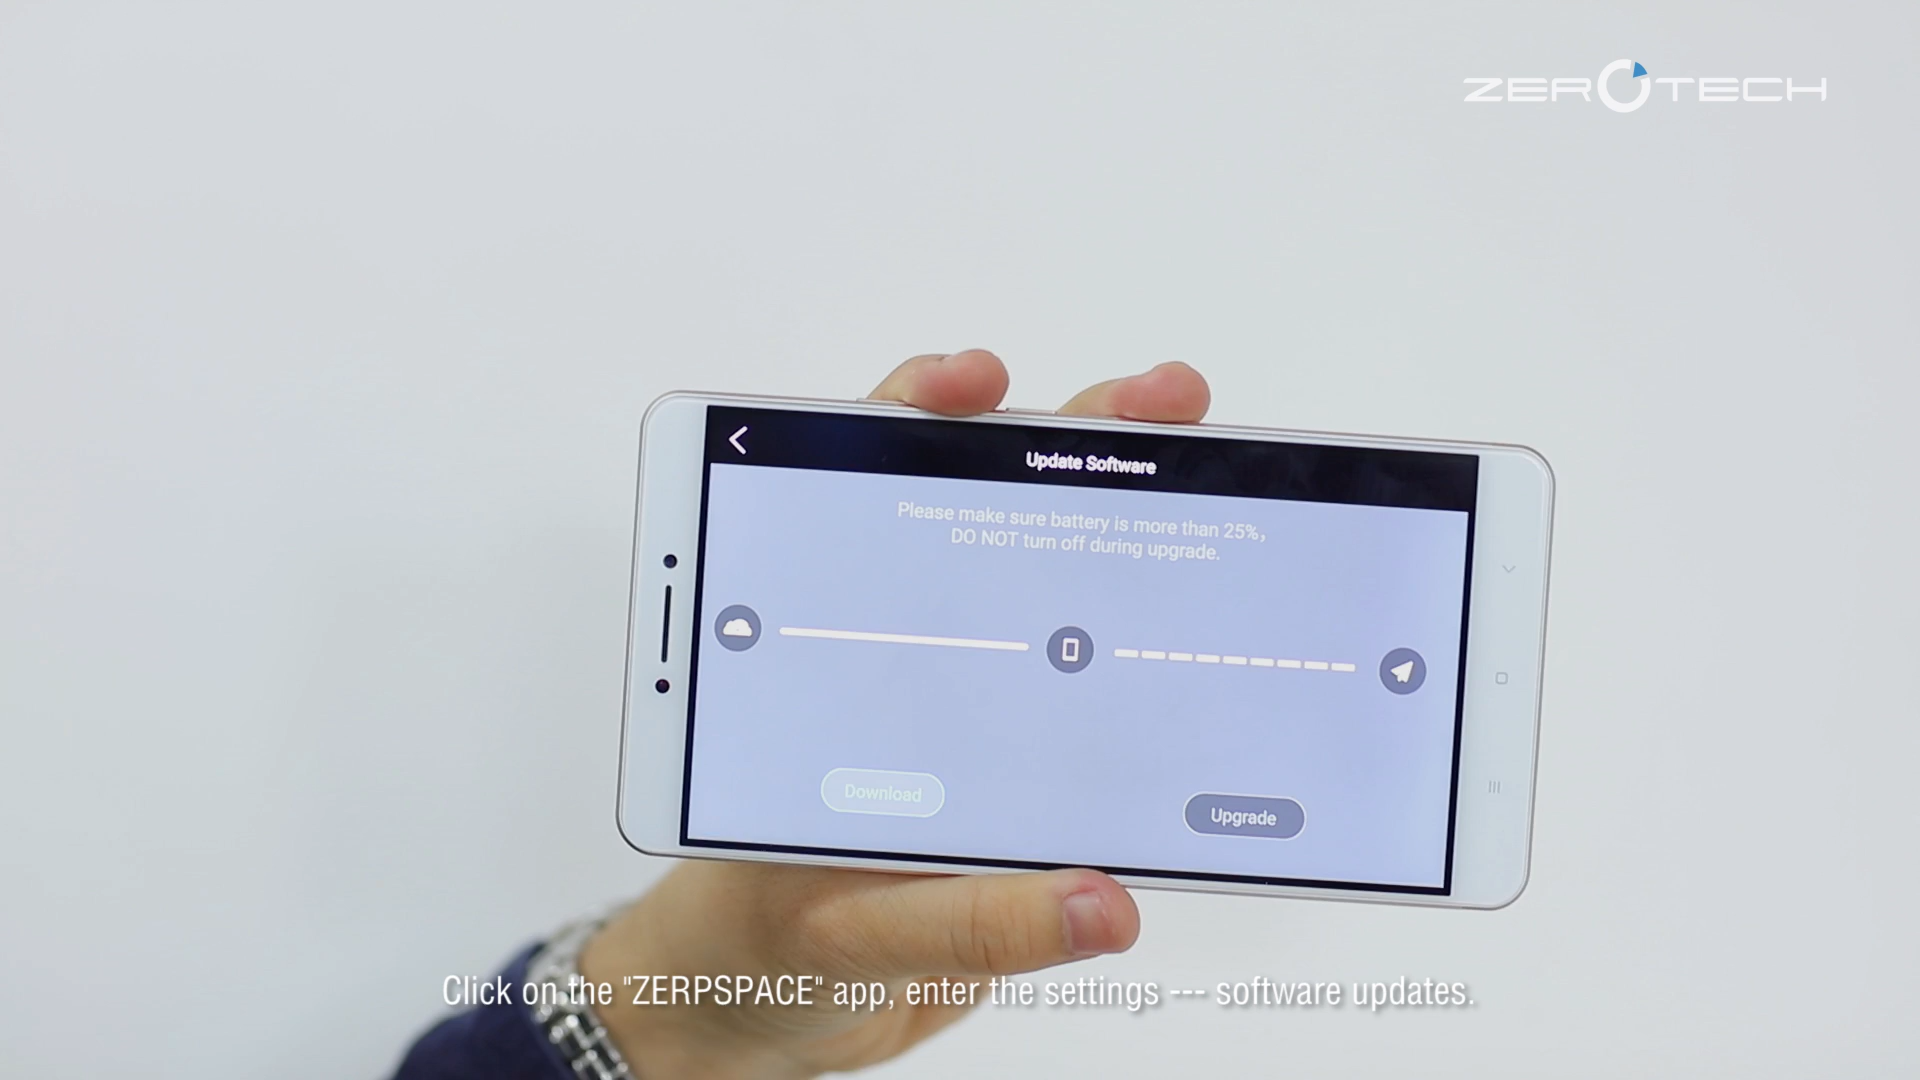 ZEROTECH
Update Software
Please make sure battery is more than 25%,
DO NOT turn off during upgrade.
Download
Upgrade
Click on the "ZERPSPACE" app, enter the settings --- software updates.